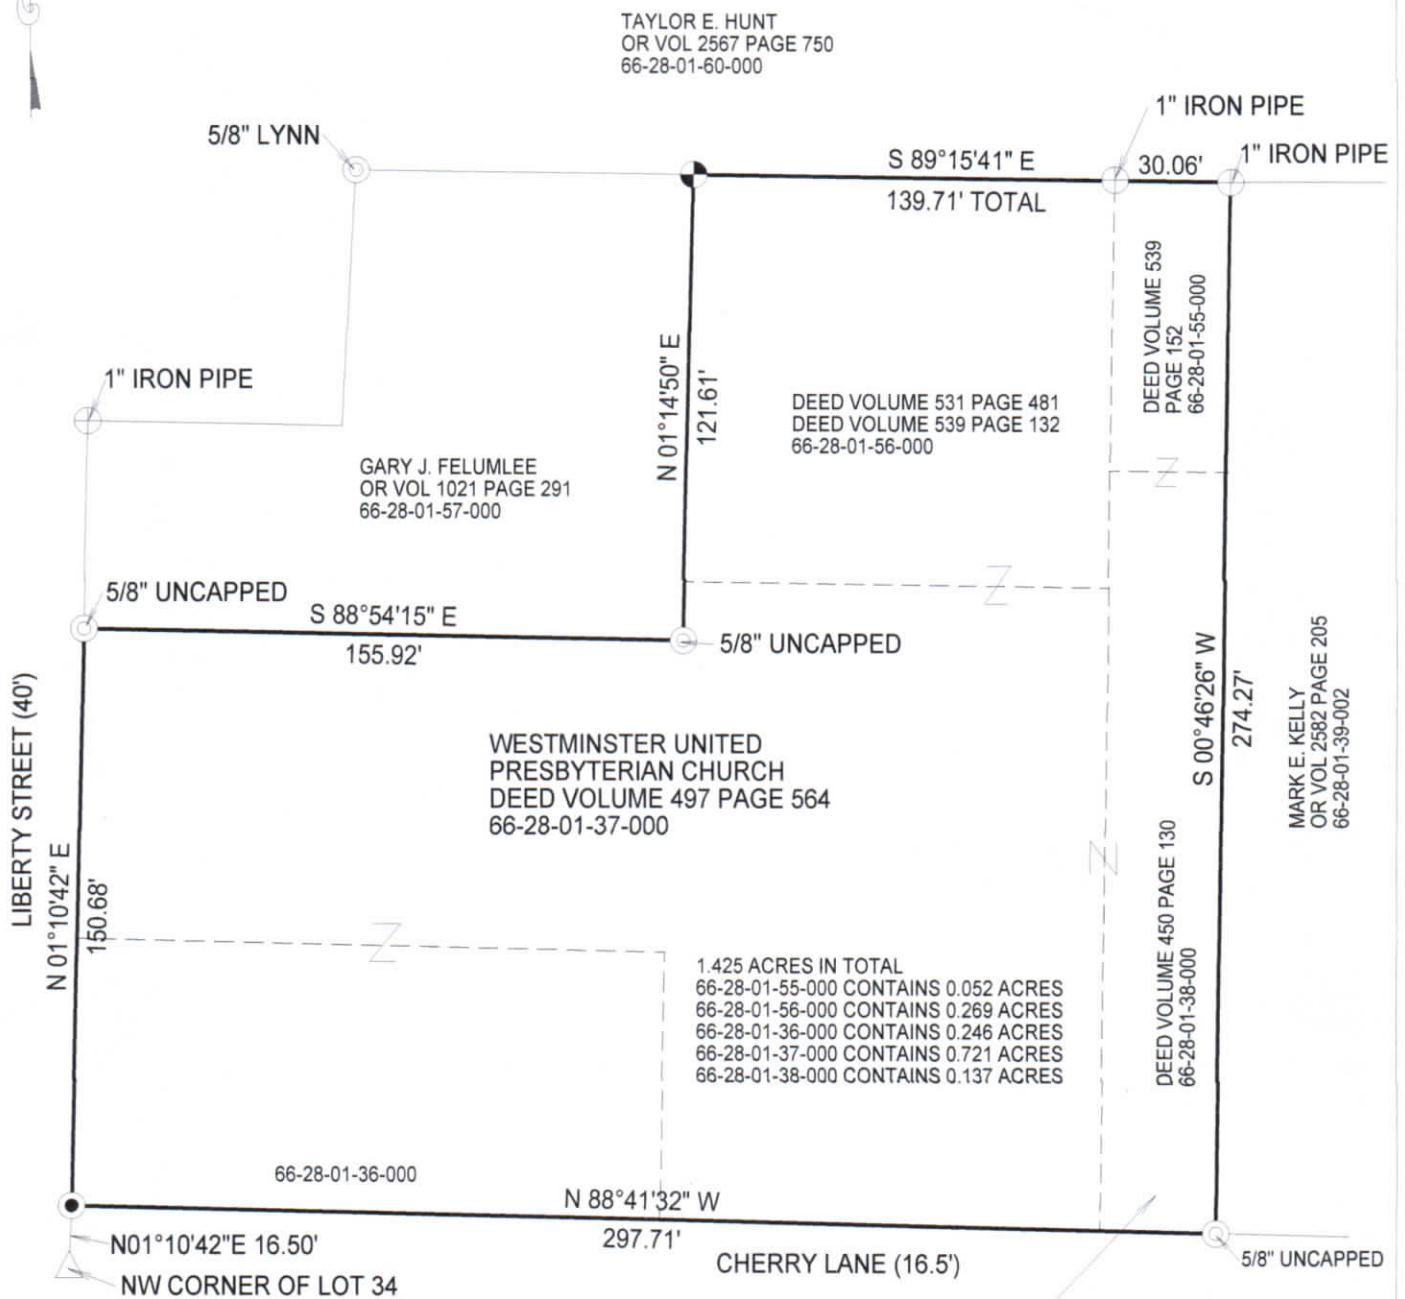 TAYLOR E. HUNT
OR VOL 2567 PAGE 750
66-28-01-60-000
1" IRON PIPE
5/8" LYNN
S 89°15'41" E
30.06'
1" IRON PIPE
139.71' TOTAL
DEED VOLUME 539
PAGE 152
66-28-01-55-000
1" IRON PIPE
N 01°14'50" E
121.61'
DEED VOLUME 531 PAGE 481
DEED VOLUME 539 PAGE 132
66-28-01-56-000
GARY J. FELUMLEE
OR VOL 1021 PAGE 291
66-28-01-57-000
Z
Z
5/8" UNCAPPED
S 88°54'15" E
155.92'
5/8" UNCAPPED
S 00°46'26" W
274.27'
MARK E. KELLY
OR VOL 2582 PAGE 205
66-28-01-39-002
LIBERTY STREET (40')
WESTMINSTER UNITED
PRESBYTERIAN CHURCH
DEED VOLUME 497 PAGE 564
66-28-01-37-000
N 01°10'42" E
150.68'
Z
Z
DEED VOLUME 450 PAGE 130
66-28-01-38-000
1.425 ACRES IN TOTAL
66-28-01-55-000 CONTAINS 0.052 ACRES
66-28-01-56-000 CONTAINS 0.269 ACRES
66-28-01-36-000 CONTAINS 0.246 ACRES
66-28-01-37-000 CONTAINS 0.721 ACRES
66-28-01-38-000 CONTAINS 0.137 ACRES
66-28-01-36-000
N 88°41'32" W
297.71'
N01°10'42"E 16.50'
NW CORNER OF LOT 34
CHERRY LANE (16.5')
5/8" UNCAPPED